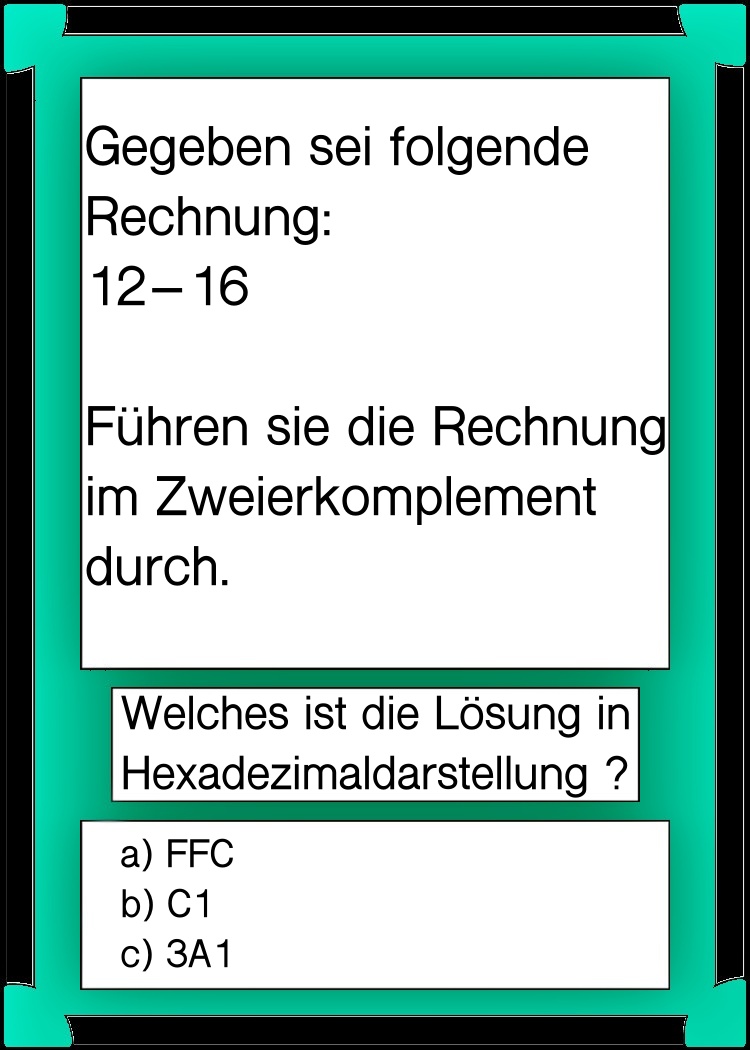 Gegeben sei folgende
Rechnung:
12– 16
Führen sie die Rechnung
im Zweierkomplement
durch.
Welches ist die Lösung in
Hexadezimaldarstellung ?
a) FFC
b) C1
c) 3A1